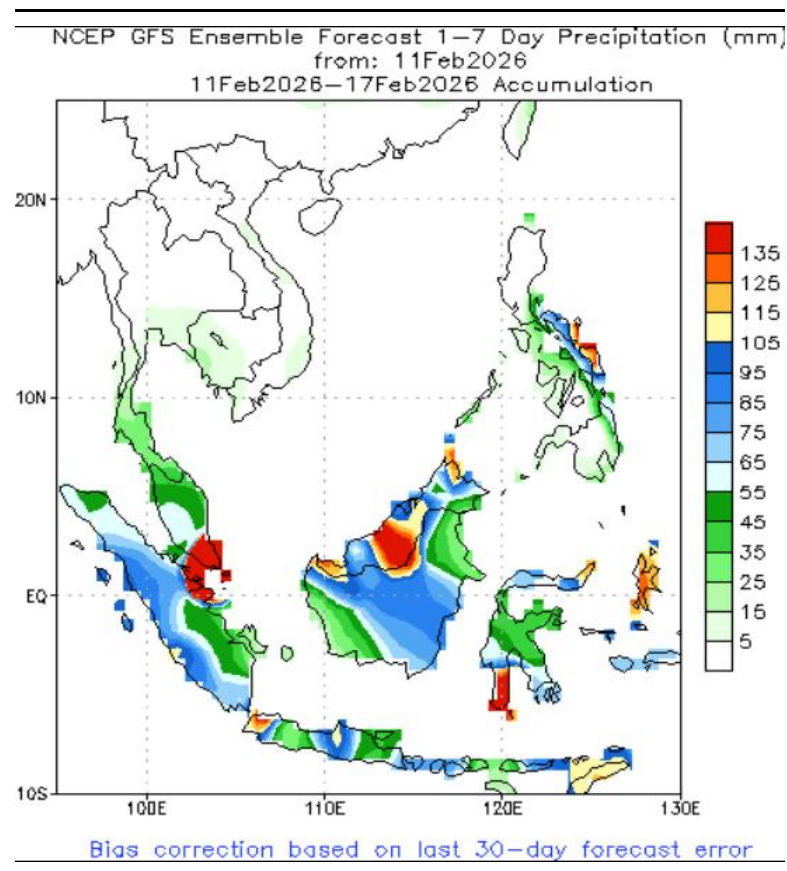 NCEP GFS Ensemble Forecast 1–7 Day Precipitation (mm)
from: 11Feb2026
11Feb2026–17Feb2026 Accumulation
20N
10N
EQ
10S
100E
110E
120E
130E
135
125
115
105
95
85
75
65
55
45
35
25
15
5
Bias correction based on last 30–day forecast error